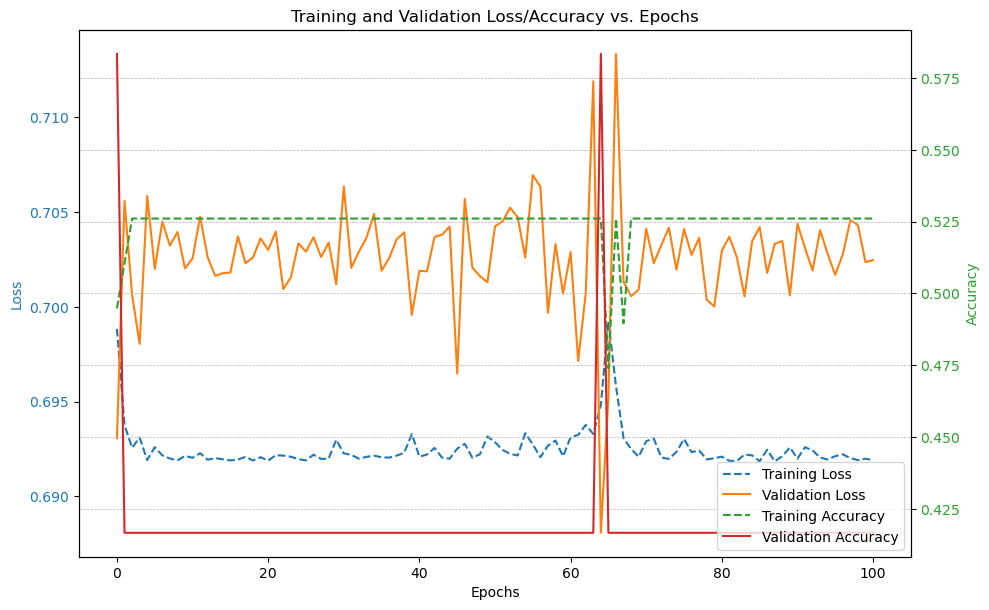 Training and Validation Loss/Accuracy vs. Epochs
Loss
0.710
0.705
0.700
0.695
0.690
0.575
0.550
0.525
0.500
0.475
0.450
0.425
Accuracy
Training Loss
Validation Loss
Training Accuracy
Validation Accuracy
0 20 40 60 80 100
Epochs